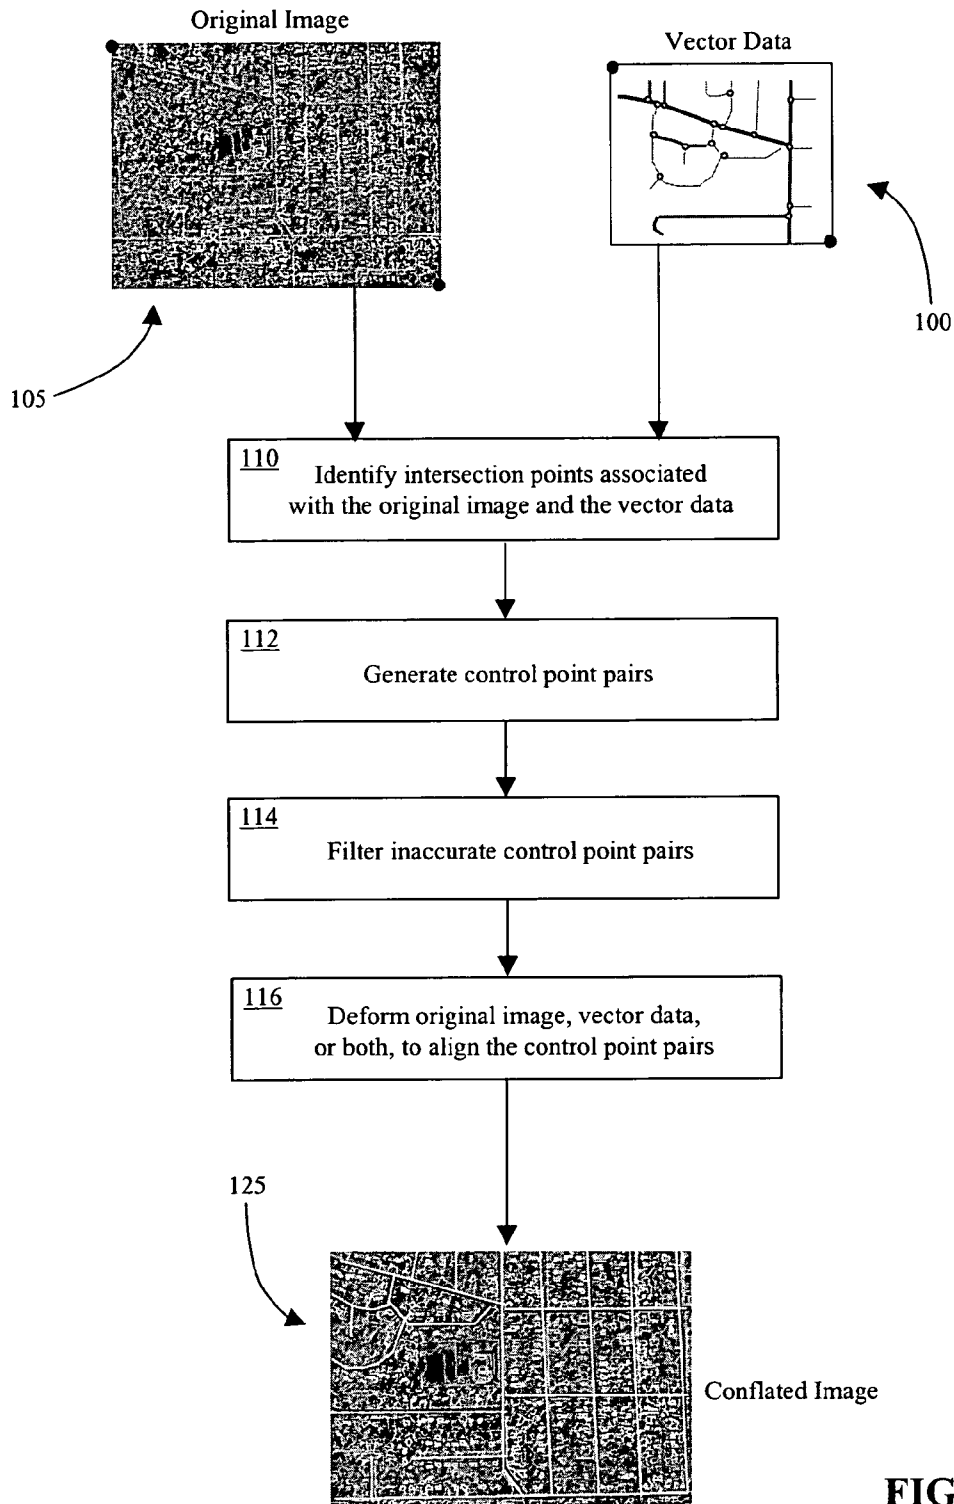 Original Image
Vector Data
100
105
110
Identify intersection points associated
with the original image and the vector data
112
Generate control point pairs
114
Filter inaccurate control point pairs
116
Deform original image, vector data,
or both, to align the control point pairs
125
Conflated Image
FIG